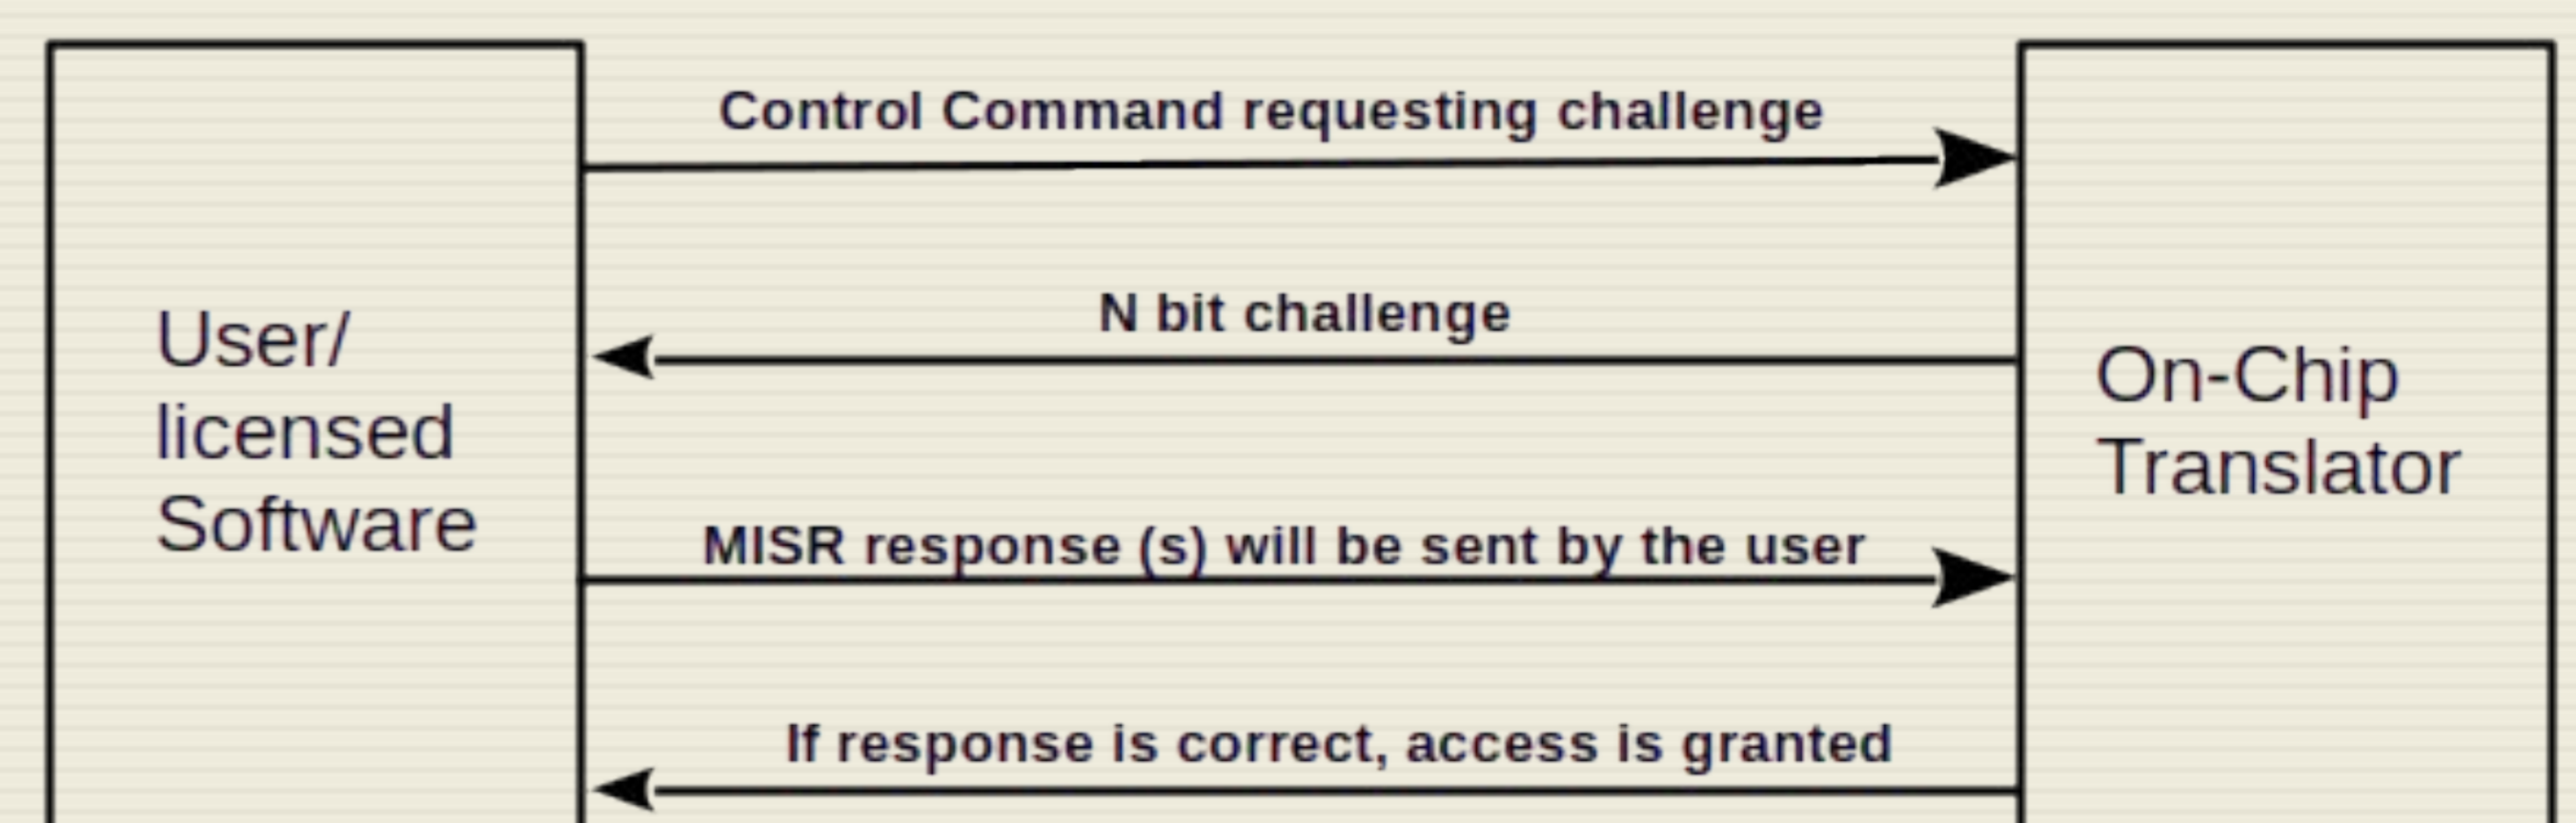 Control Command requesting challenge
N bit challenge
User/
licensed
Software
On-Chip
Translator
MISR response (s) will be sent by the user
If response is correct, access is granted